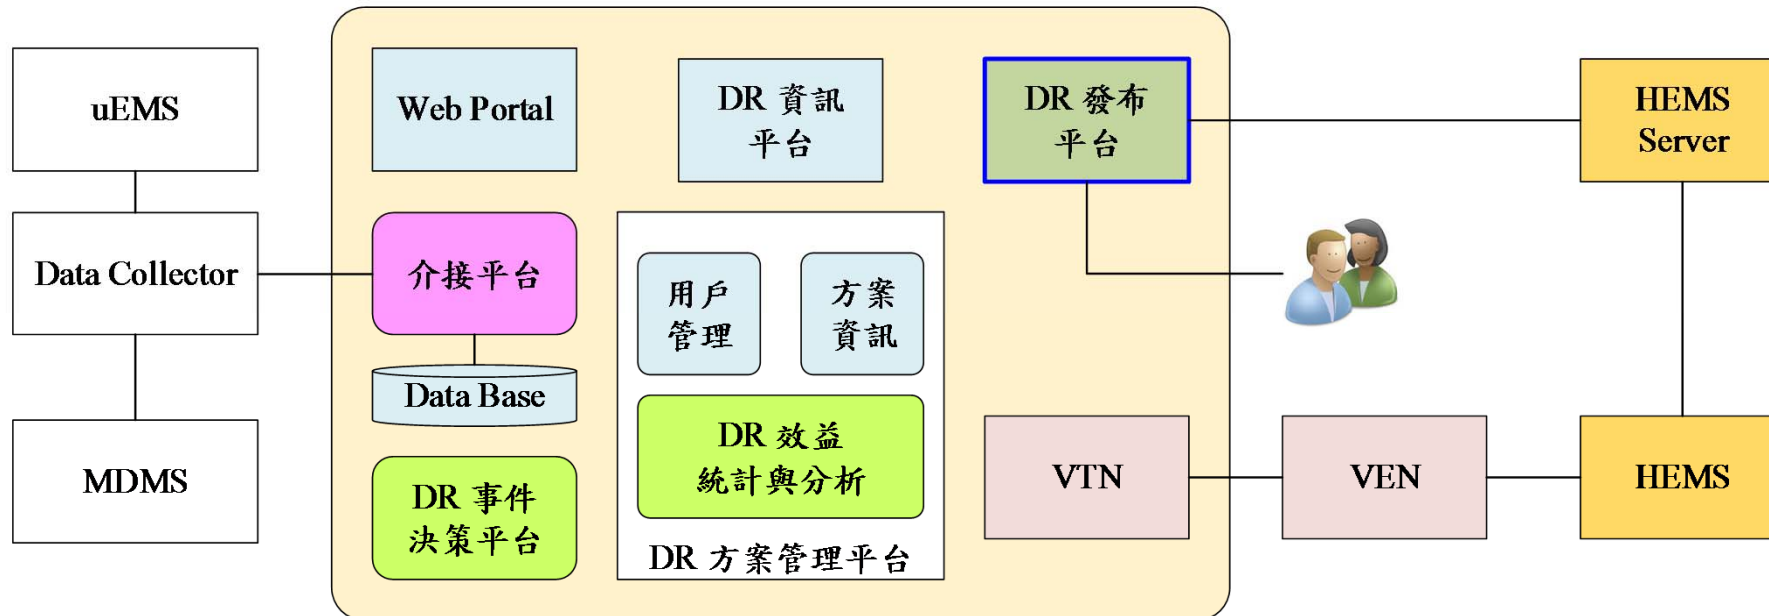 uEMS
Data Collector
MDMS
Web Portal
介接平台
Data Base
DR 事件
決策平台
DR 資訊
平台
用戶
管理
方案
資訊
DR 效益
統計與分析
DR 方案管理平台
DR 發布
平台
VTN
VEN
HEMS
Server
HEMS